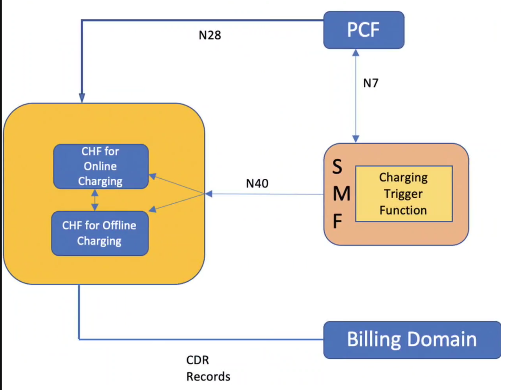 PCF
N28
N7
CHF for
Online
Charging
S
M
F
Charging
Trigger
Function
N40
CHF for Offline
Charging
Billing Domain
CDR
Records